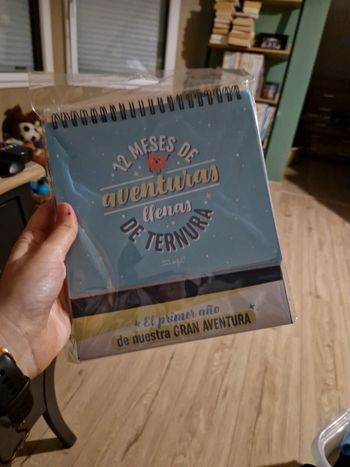 12 MESES DE
aventuras
llenas
DE TERNURA
El primer año
de nuestra GRAN AVENTURA